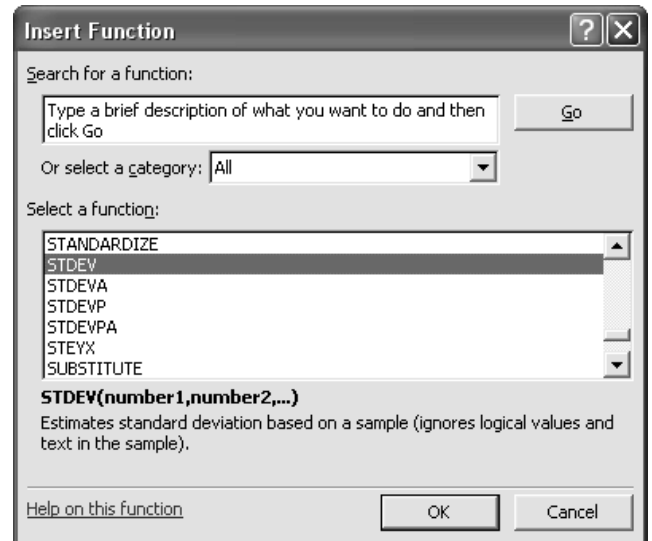 Insert Function
Search for a function:
Type a brief description of what you want to do and then
click Go
Go
Or select a category: All
Select a function:
STANDARDIZE
STDEV
STDEVA
STDEVP
STDEVPA
STEYX
SUBSTITUTE
STDEV(number1,number2,...)
Estimates standard deviation based on a sample (ignores logical values and
text in the sample).
Help on this function
OK
Cancel